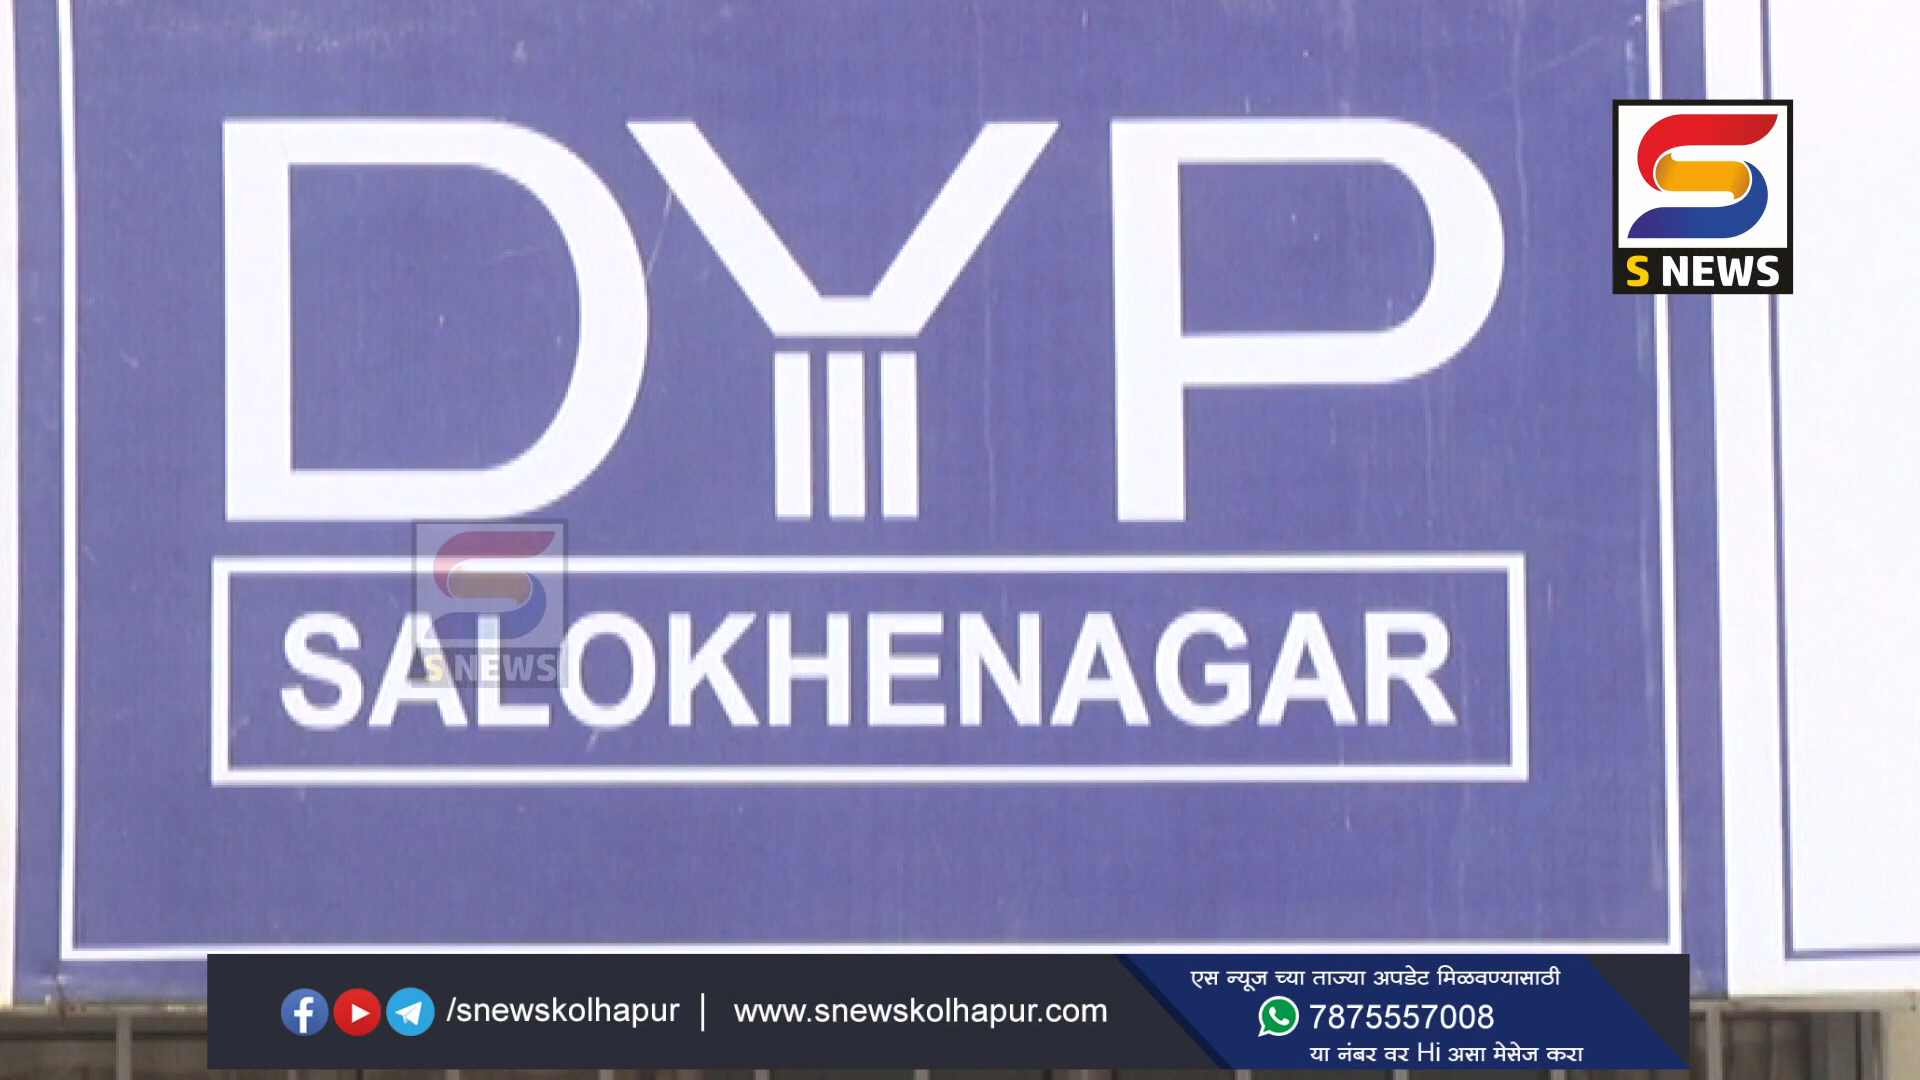 DYP
S NEWS
SALOKHENAGAR
S NEWS
/snewskolhapur | www.snewskolhapur.com
एस न्यूज च्या ताज्या अपडेट मिळवण्यासाठी
7875557008
या नंबर वर Hi असा मेसेज करा